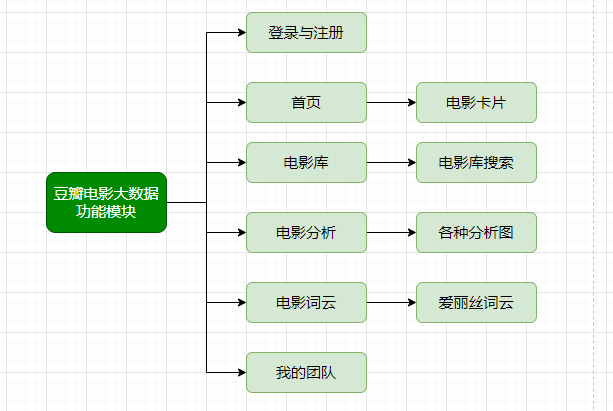 登录与注册
首页
电影卡片
电影库
电影库搜索
豆瓣电影大数据
功能模块
电影分析
各种分析图
电影词云
爱丽丝词云
我的团队